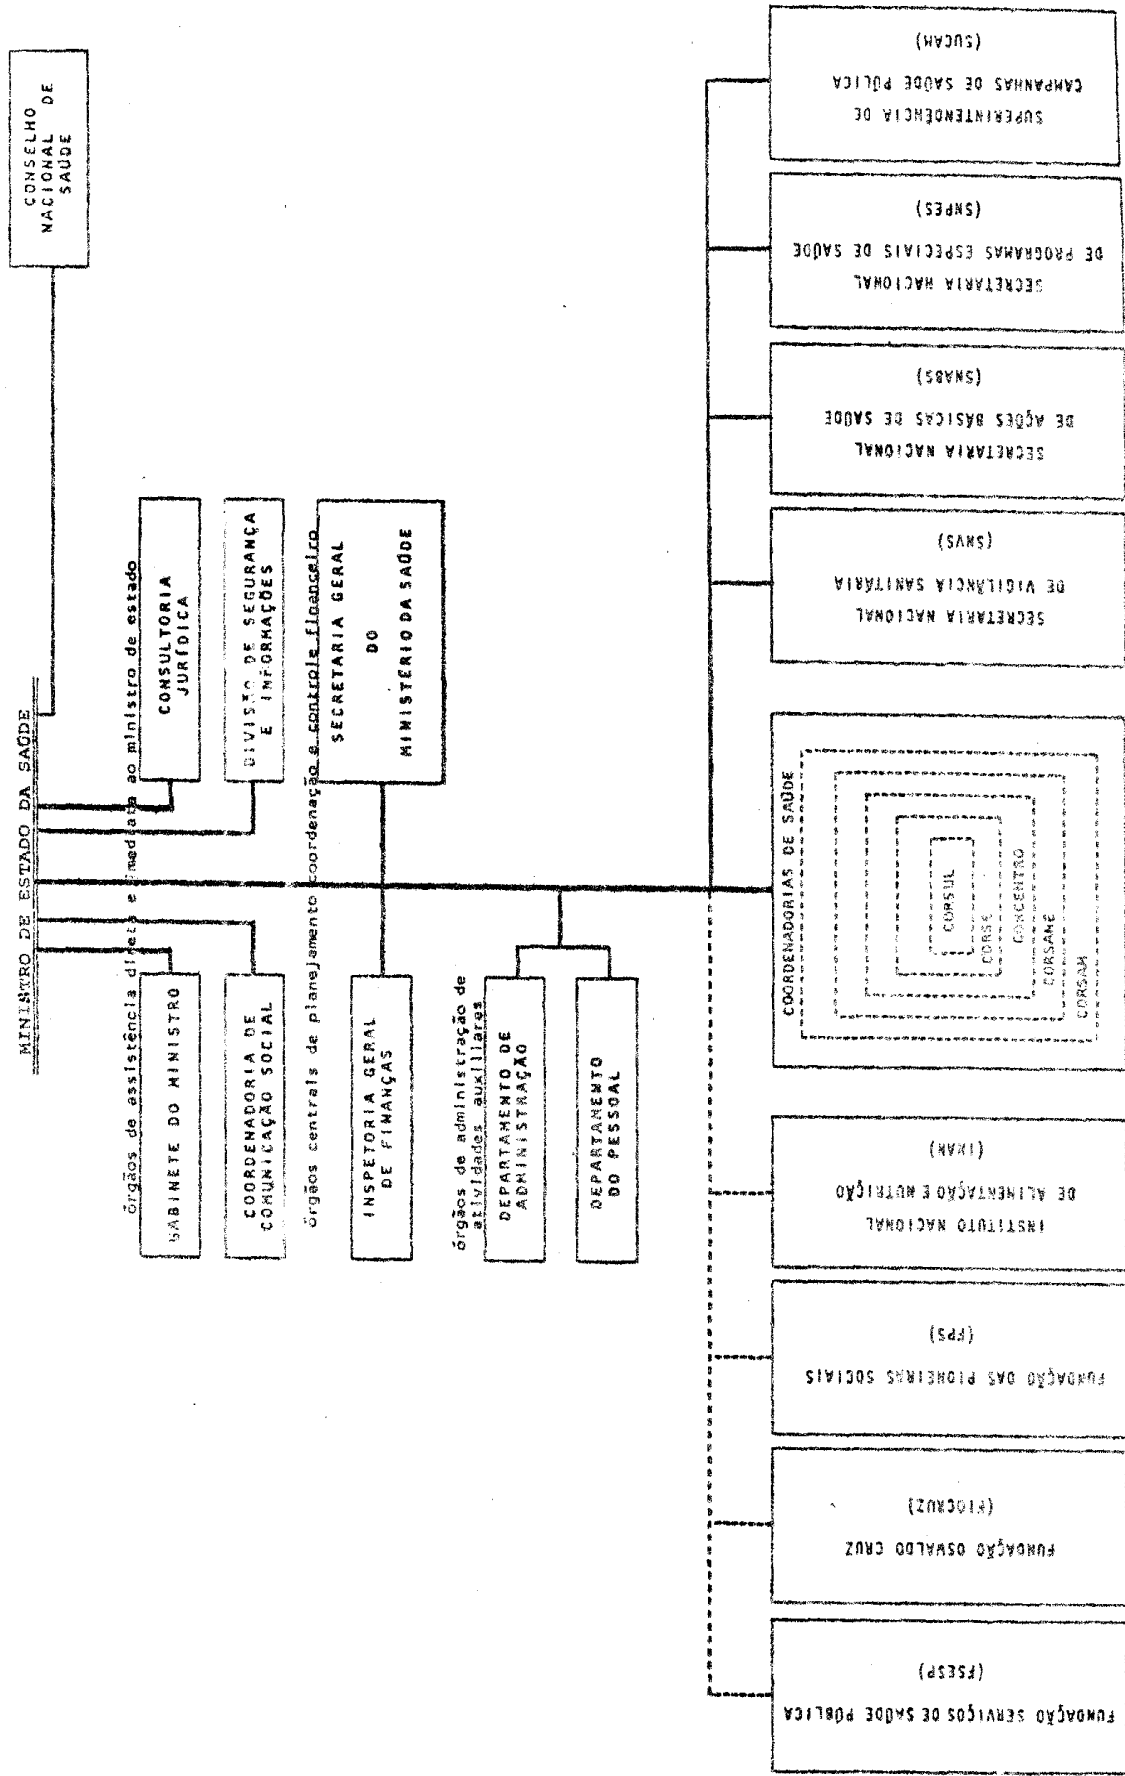 MINISTRO DE ESTADO DA SAÚDE
CONSELHO
NACIONAL DE
SAÚDE
órgãos de assistência direta e imediata ao ministro de estado
GABINETE DO MINISTRO
CONSULTORIA
JURÍDICA
COORDENADORIA DE
COMUNICAÇÃO SOCIAL
DIVISÃO DE SEGURANÇA
E INFORMAÇÕES
órgãos centrais de planejamento coordenação e controle financeiro
INSPETORIA GERAL
DE FINANÇAS
SECRETARIA GERAL
DO
MINISTÉRIO DA SAÚDE
órgãos de administração de
atividades auxiliares
DEPARTAMENTO DE
ADMINISTRAÇÃO
DEPARTAMENTO
DO PESSOAL
FUNDAÇÃO SERVIÇOS DE SAÚDE PÚBLICA
(FSESP)
FUNDAÇÃO OSWALDO CRUZ
(FIOCRUZ)
FUNDAÇÃO DAS PIONEIRAS SOCIAIS
(FPS)
INSTITUTO NACIONAL
DE ALIMENTAÇÃO E NUTRIÇÃO
(INAN)
COORDENADORIAS DE SAÚDE
CORSUL
CORSE
CONCENTRO
CORSANE
CORSAM
SECRETARIA NACIONAL
DE VIGILÂNCIA SANITÁRIA
(SNVS)
SECRETARIA NACIONAL
DE AÇÕES BÁSICAS DE SAÚDE
(SNABS)
SECRETARIA NACIONAL
DE PROGRAMAS ESPECIAIS DE SAÚDE
(SNPES)
SUPERINTENDÊNCIA DE
CAMPANHAS DE SAÚDE PÚLICA
(SUCAM)